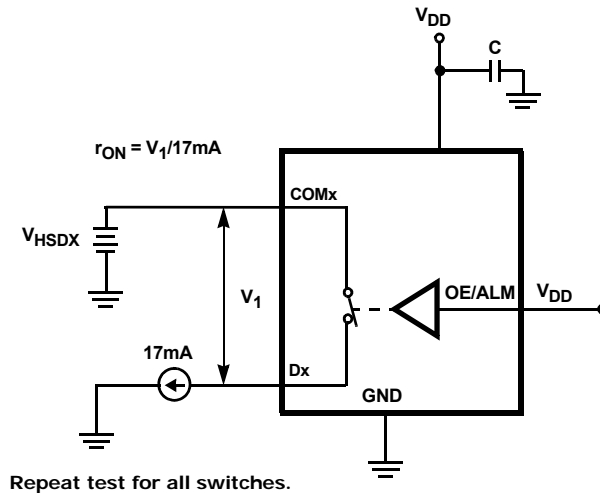 VDD
C
rON = V1/17mA
COMx
VHSDX
V1
OE/ALM
VDD
17mA
Dx
GND
Repeat test for all switches.